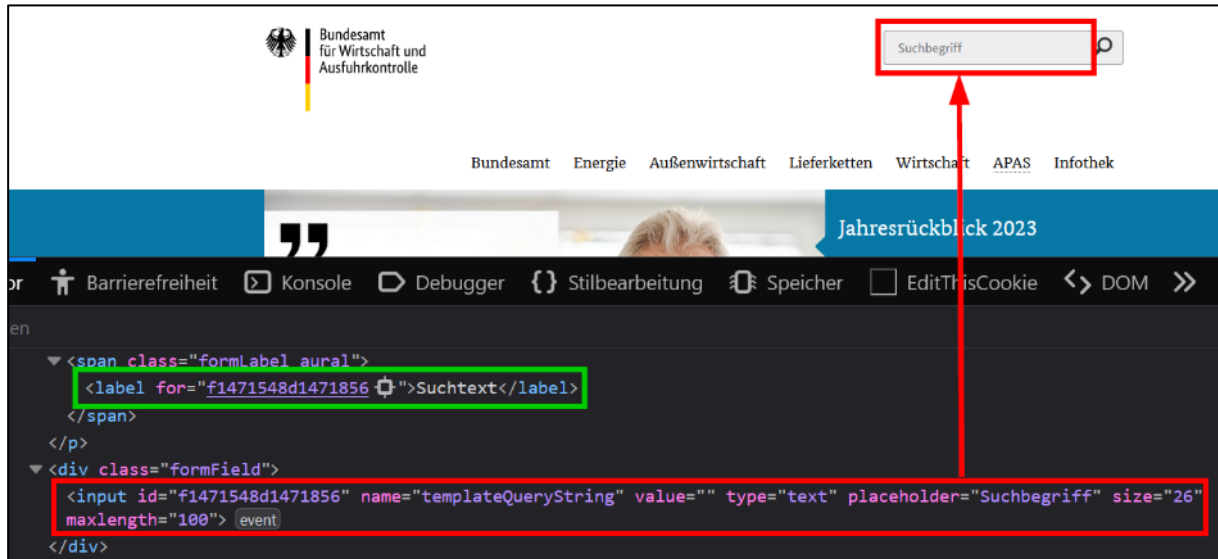 Bundesamt
für Wirtschaft und
Ausfuhrkontrolle
Suchbegriff
Bundesamt Energie Außenwirtschaft Lieferketten Wirtschaft APAS Infothek
Jahresrückblick 2023
or Barrierefreiheit Konsole Debugger {} Stilbearbeitung Speicher EditThisCookie DOM
en
<span class="formLabel aural">
<label for="f1471548d1471856">Suchtext</label>
</span>
</p>
<div class="formField">
<input id="f1471548d1471856" name="templateQueryString" value="" type="text" placeholder="Suchbegriff" size="26"
maxlength="100"> event
</div>